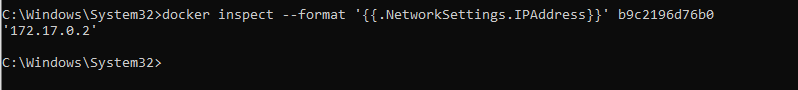 C:\Windows\System32>docker inspect --format '{{.NetworkSettings.IPAddress}}' b9c2196d76b0
'172.17.0.2'
C:\Windows\System32>